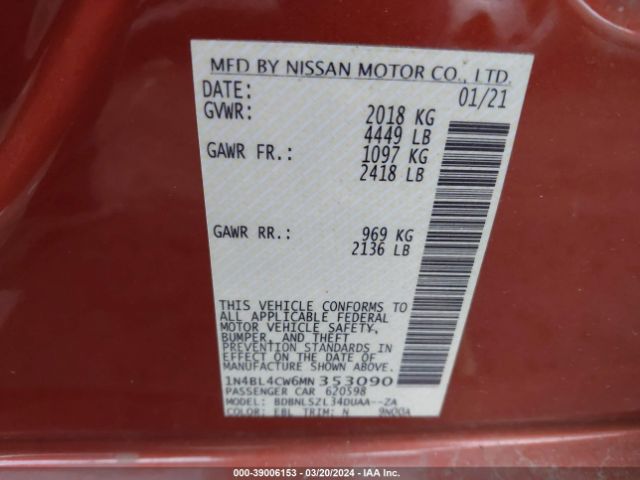 MFD BY NISSAN MOTOR CO., LTD.
DATE: 01/21
GVWR: 2018 KG
4449 LB
GAWR FR.: 1097 KG
2418 LB
GAWR RR.: 969 KG
2136 LB
THIS VEHICLE CONFORMS TO
ALL APPLICABLE FEDERAL
MOTOR VEHICLE SAFETY,
BUMPER, AND THEFT
PREVENTION STANDARDS IN
EFFECT ON THE DATE OF
MANUFACTURE SHOWN ABOVE.
1N4BL4CW6MN353090
PASSENGER CAR 620598
MODEL: BDBNLSZL34DUAA--ZA
COLOR: EBL TRIM: N 9N00A
000-39006153 — 03/20/2024 — IAA Inc.